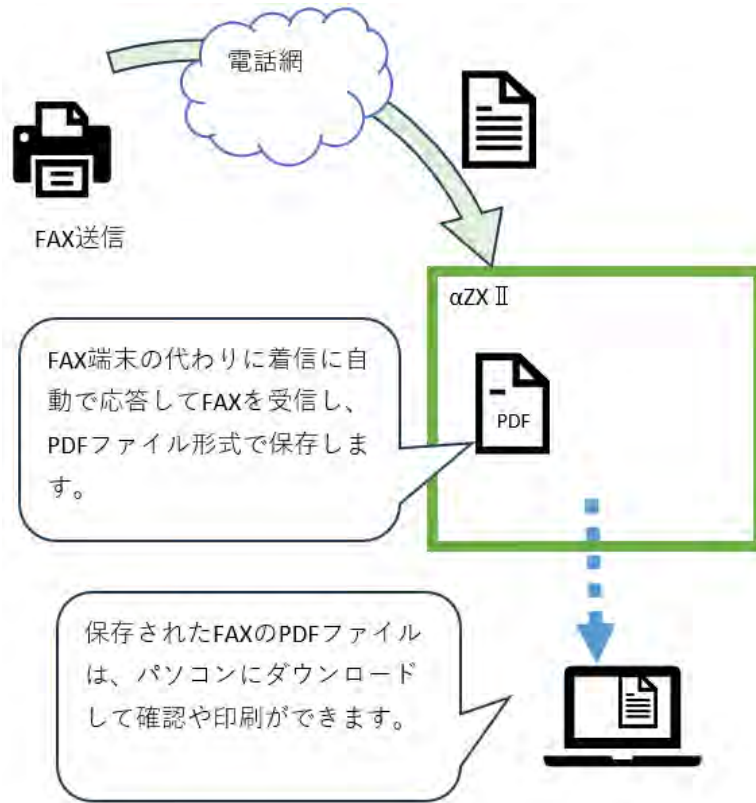 電話網
FAX送信
αZXⅡ
FAX端末の代わりに着信に自
動で応答してFAXを受信し、
PDFファイル形式で保存しま
す。
PDF
保存されたFAXのPDFファイル
は、パソコンにダウンロード
して確認や印刷ができます。